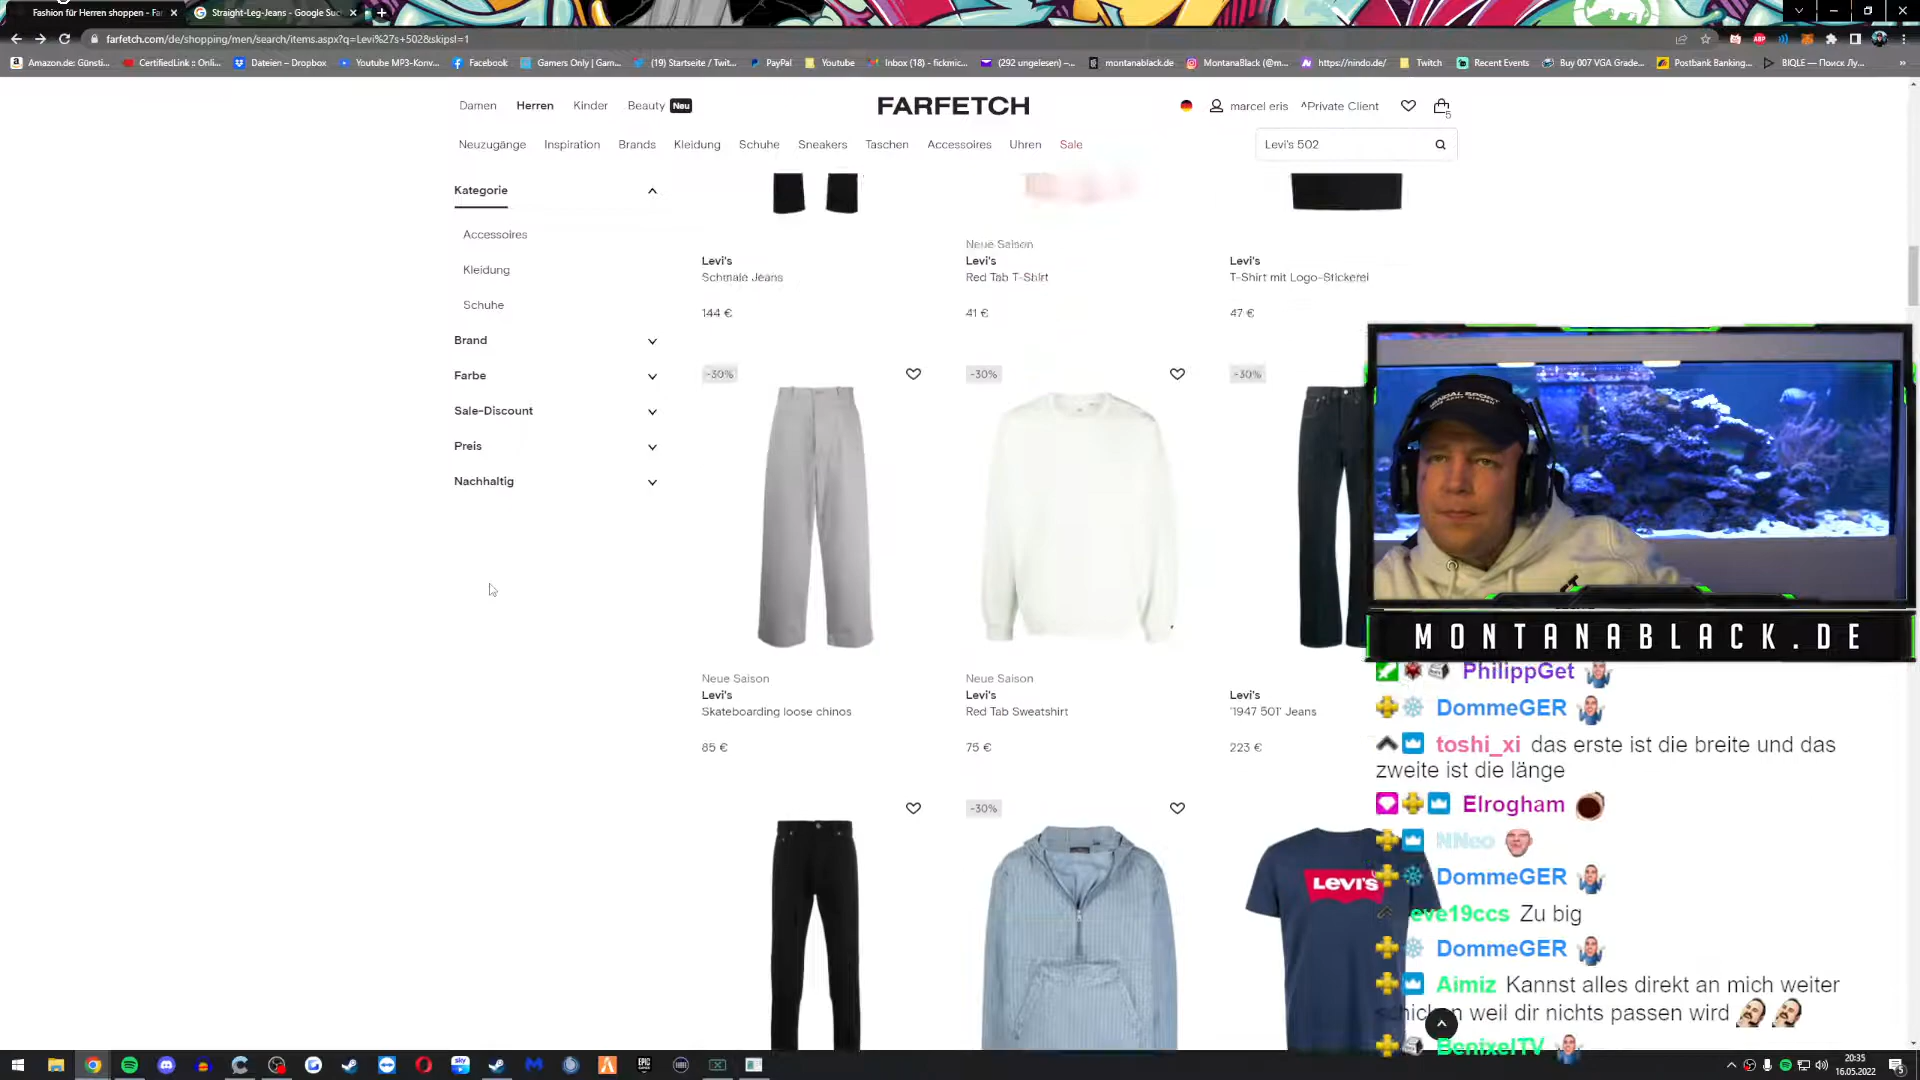 Fashion für Herren shoppen - Far
Straight-Leg-Jeans - Google Suc
farfetch.com/de/shopping/men/search/items.aspx?q=Levi%27s+502&skipsl=1
Amazon.de: Günsti...
CertifiedLink :: Onli...
Dateien – Dropbox
Youtube MP3-Konv...
Facebook
Gamers Only | Gam...
(19) Startseite / Twit...
PayPal
Youtube
Inbox (18) - fickmic...
(292 ungelesen) –...
montanablack.de
MontanaBlack (@m...
https://nindo.de/
Twitch
Recent Events
Buy 007 VGA Grade...
Postbank Banking...
BIQLE — Поиск Лу...
Damen
Herren
Kinder
Beauty
Neu
FARFETCH
marcel eris
^Private Client
5
Neuzugänge
Inspiration
Brands
Kleidung
Schuhe
Sneakers
Taschen
Accessoires
Uhren
Sale
Levi's 502
Kategorie
Accessoires
Kleidung
Schuhe
Brand
Farbe
Sale-Discount
Preis
Nachhaltig
Levi's
Schmale Jeans
144 €
Neue Saison
Levi's
Red Tab T-Shirt
41 €
Levi's
T-Shirt mit Logo-Stickerei
47 €
-30%
-30%
-30%
Neue Saison
Levi's
Skateboarding loose chinos
85 €
Neue Saison
Levi's
Red Tab Sweatshirt
75 €
Levi's
'1947 501' Jeans
223 €
-30%
Levi's
MONTANABLACK.DE
PhilippGet
DommeGER
toshi_xi das erste ist die breite und das
zweite ist die länge
Elrogham
NNeo
DommeGER
eve19ccs Zu big
DommeGER
Aimiz Kannst alles direkt an mich weiter
schicken weil dir nichts passen wird
BenixelTV
20:35
16.05.2022
5